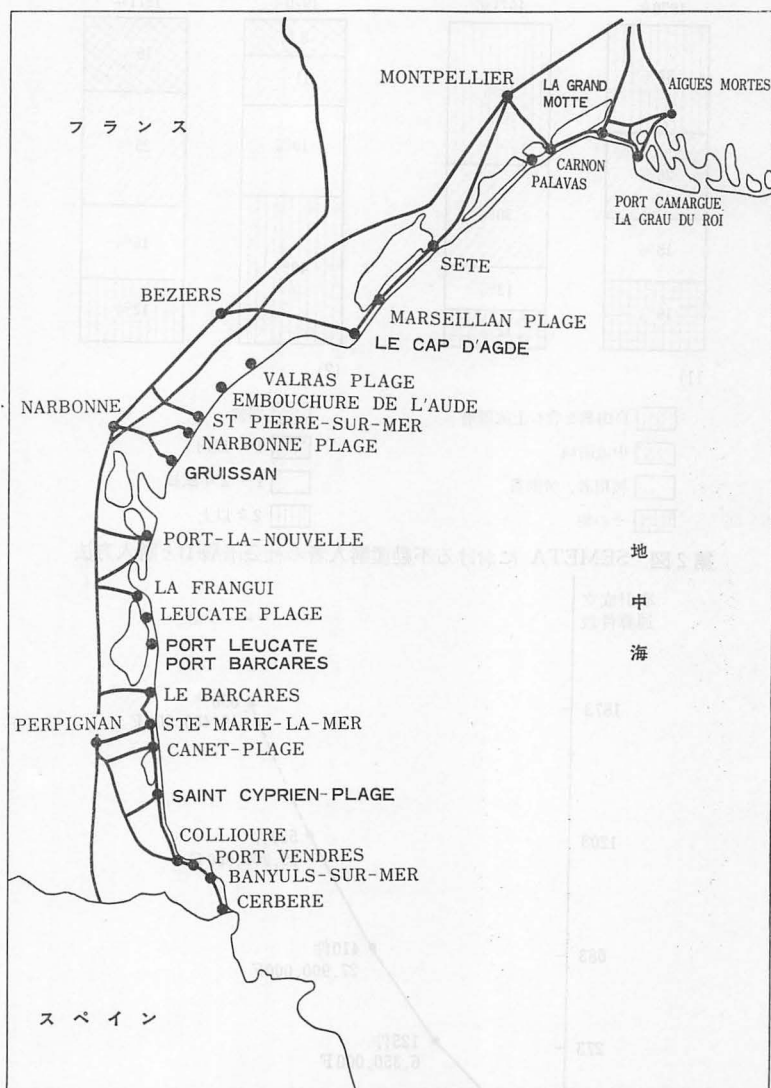 MONTPELLIER
LA GRAND
MOTTE
AIGUES MORTES
フランス
CARNON
PALAVAS
PORT CAMARGUE
LA GRAU DU ROI
SETE
BEZIERS
MARSEILLAN PLAGE
LE CAP D'AGDE
VALRAS PLAGE
EMBOUCHURE DE L'AUDE
NARBONNE
ST PIERRE-SUR-MER
NARBONNE PLAGE
GRUISSAN
PORT-LA-NOUVELLE
地中海
LA FRANGUI
LEUCATE PLAGE
PORT LEUCATE
PORT BARCARES
LE BARCARES
PERPIGNAN
STE-MARIE-LA-MER
CANET-PLAGE
SAINT CYPRIEN-PLAGE
COLLIOURE
PORT VENDRES
BANYULS-SUR-MER
CERBERE
スペイン